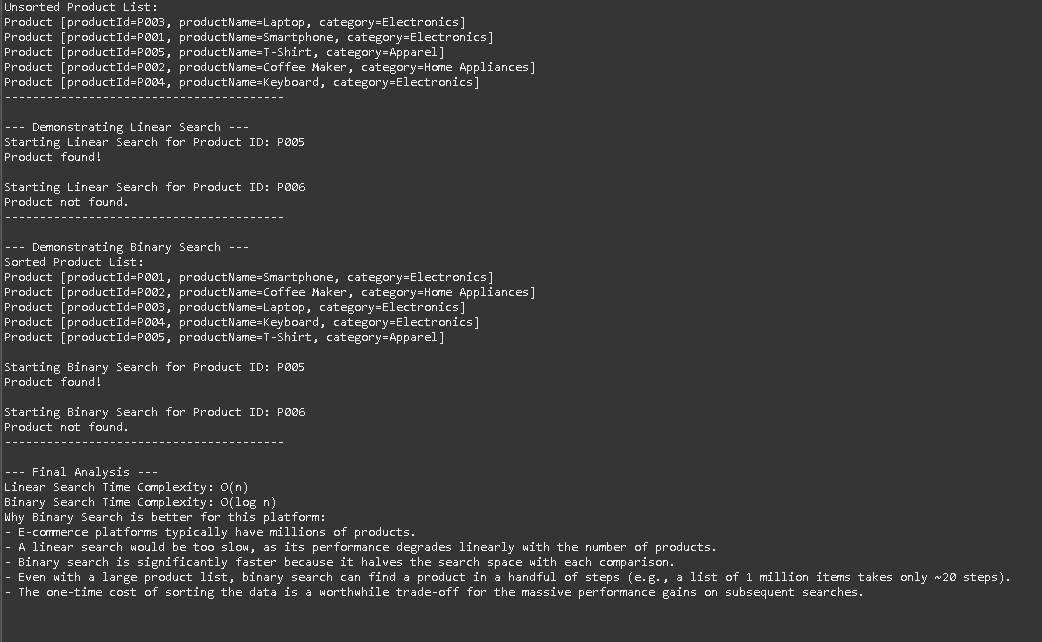 Unsorted Product List:
Product [productId=P003, productName=Laptop, category=Electronics]
Product [productId=P001, productName=Smartphone, category=Electronics]
Product [productId=P005, productName=T-Shirt, category=Apparel]
Product [productId=P002, productName=Coffee Maker, category=Home Appliances]
Product [productId=P004, productName=Keyboard, category=Electronics]
----------------------------------------
--- Demonstrating Linear Search ---
Starting Linear Search for Product ID: P005
Product found!
Starting Linear Search for Product ID: P006
Product not found.
----------------------------------------
--- Demonstrating Binary Search ---
Sorted Product List:
Product [productId=P001, productName=Smartphone, category=Electronics]
Product [productId=P002, productName=Coffee Maker, category=Home Appliances]
Product [productId=P003, productName=Laptop, category=Electronics]
Product [productId=P004, productName=Keyboard, category=Electronics]
Product [productId=P005, productName=T-Shirt, category=Apparel]
Starting Binary Search for Product ID: P005
Product found!
Starting Binary Search for Product ID: P006
Product not found.
----------------------------------------
--- Final Analysis ---
Linear Search Time Complexity: O(n)
Binary Search Time Complexity: O(log n)
Why Binary Search is better for this platform:
- E-commerce platforms typically have millions of products.
- A linear search would be too slow, as its performance degrades linearly with the number of products.
- Binary search is significantly faster because it halves the search space with each comparison.
- Even with a large product list, binary search can find a product in a handful of steps (e.g., a list of 1 million items takes only ~20 steps).
- The one-time cost of sorting the data is a worthwhile trade-off for the massive performance gains on subsequent searches.